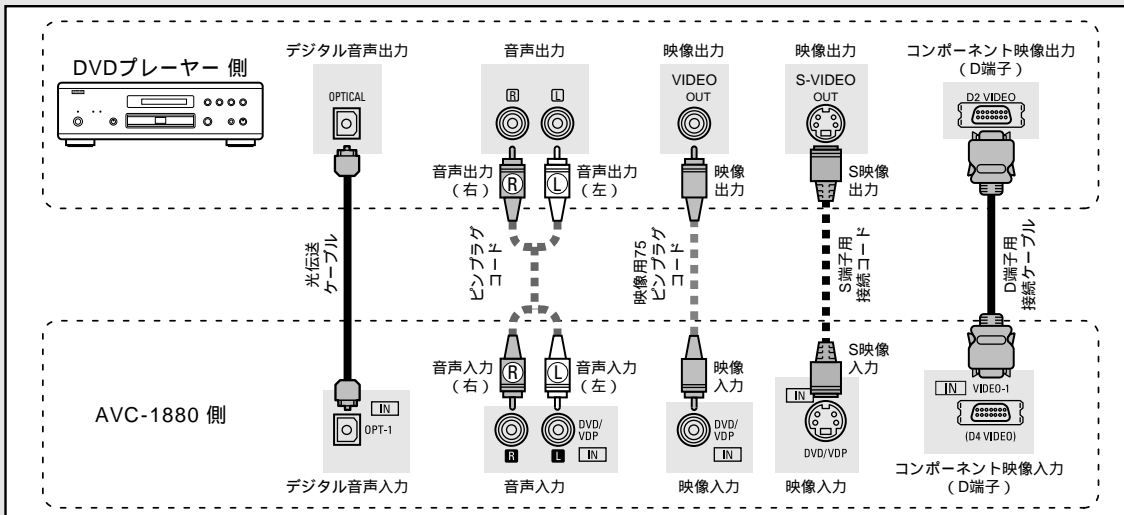 デジタル音声出力
音声出力
映像出力
映像出力
コンポーネント映像出力
（D端子）
DVDプレーヤー 側
OPTICAL
R
L
VIDEO
OUT
S-VIDEO
OUT
D2 VIDEO
音声出力
（右）
R
L
音声出力
（左）
映像
出力
S映像
出力
光伝送
ケーブル
ピンプラグ
コード
映像用75
ピンプラグ
コード
S端子用
接続コード
D端子用
接続ケーブル
AVC-1880 側
IN
OPT-1
音声入力
（右）
R
L
音声入力
（左）
DVD/
VDP
R
L
IN
映像
入力
DVD/
VDP
IN
S映像
入力
IN
DVD/VDP
IN
VIDEO-1
(D4 VIDEO)
デジタル音声入力
音声入力
映像入力
映像入力
コンポーネント映像入力
（D端子）